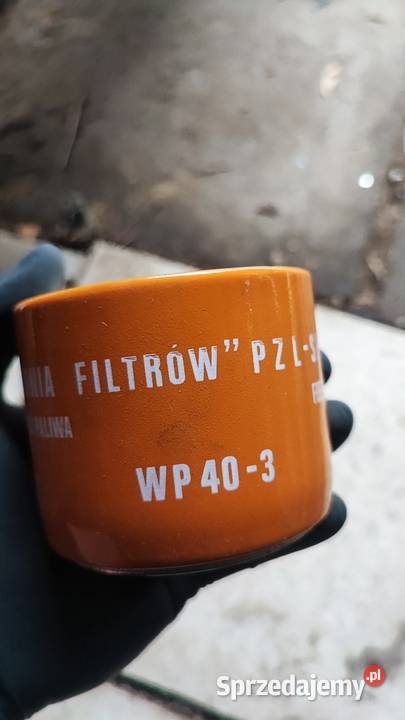 FILTRÓW” PZL-S
PALIWA
WP 40-3
Sprzedajemy.pl